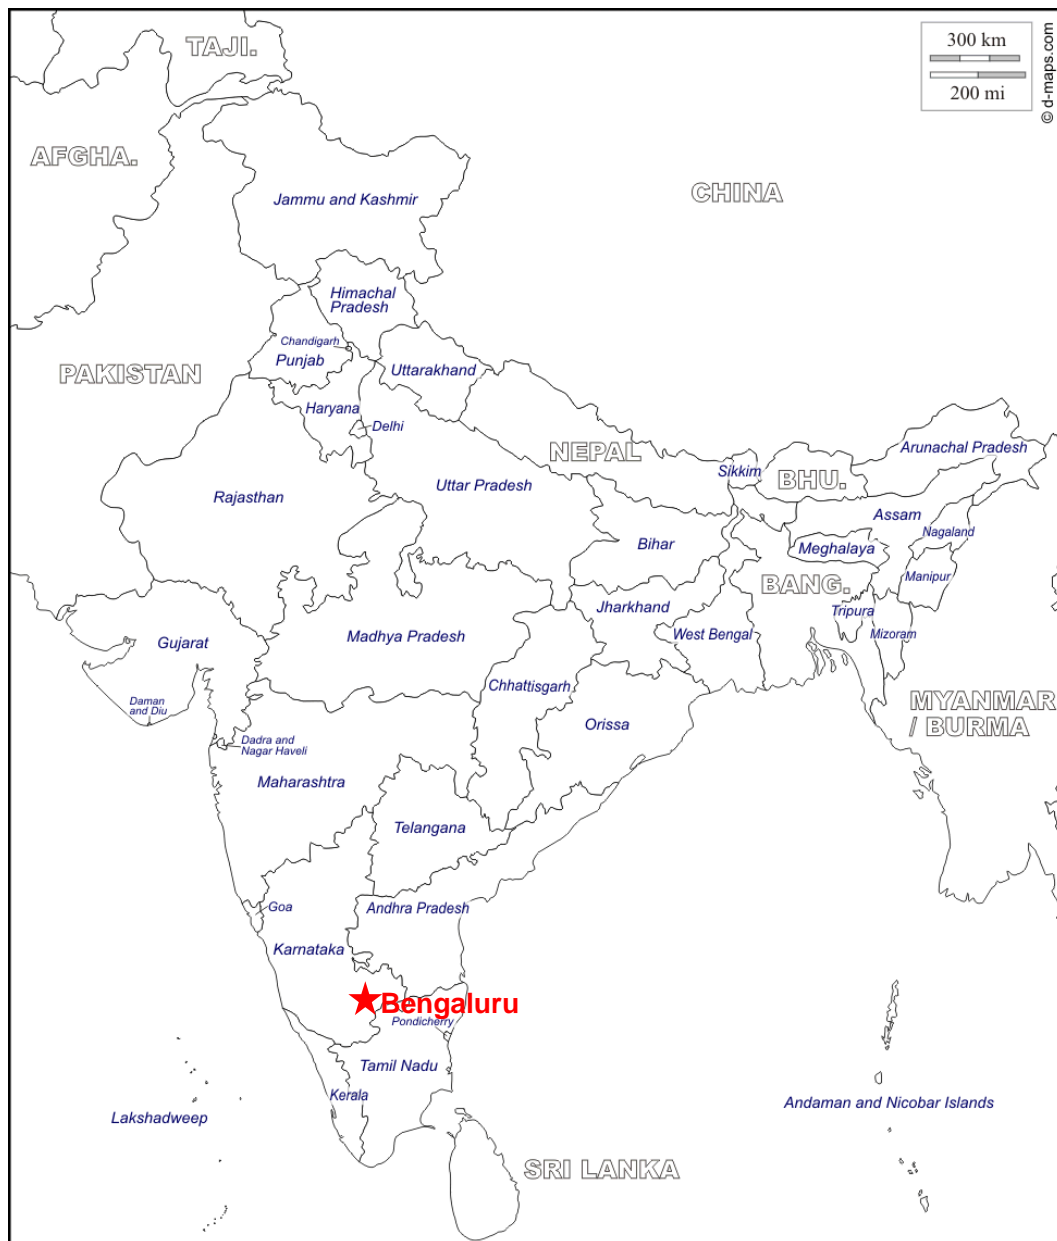 TAJI.
300 km
200 mi
© d-maps.com
AFGHA.
CHINA
Jammu and Kashmir
Himachal
Pradesh
Chandigarh
Punjab
PAKISTAN
Uttarakhand
Haryana
Delhi
NEPAL
Sikkim
BHU.
Arunachal Pradesh
Rajasthan
Uttar Pradesh
Assam
Nagaland
Bihar
Meghalaya
BANG.
Manipur
Jharkhand
Tripura
Gujarat
Madhya Pradesh
West Bengal
Mizoram
Chhattisgarh
Daman
and Diu
Orissa
MYANMAR
/ BURMA
Dadra and
Nagar Haveli
Maharashtra
Telangana
Goa
Andhra Pradesh
Karnataka
Bengaluru
Pondicherry
Tamil Nadu
Kerala
Lakshadweep
Andaman and Nicobar Islands
SRI LANKA